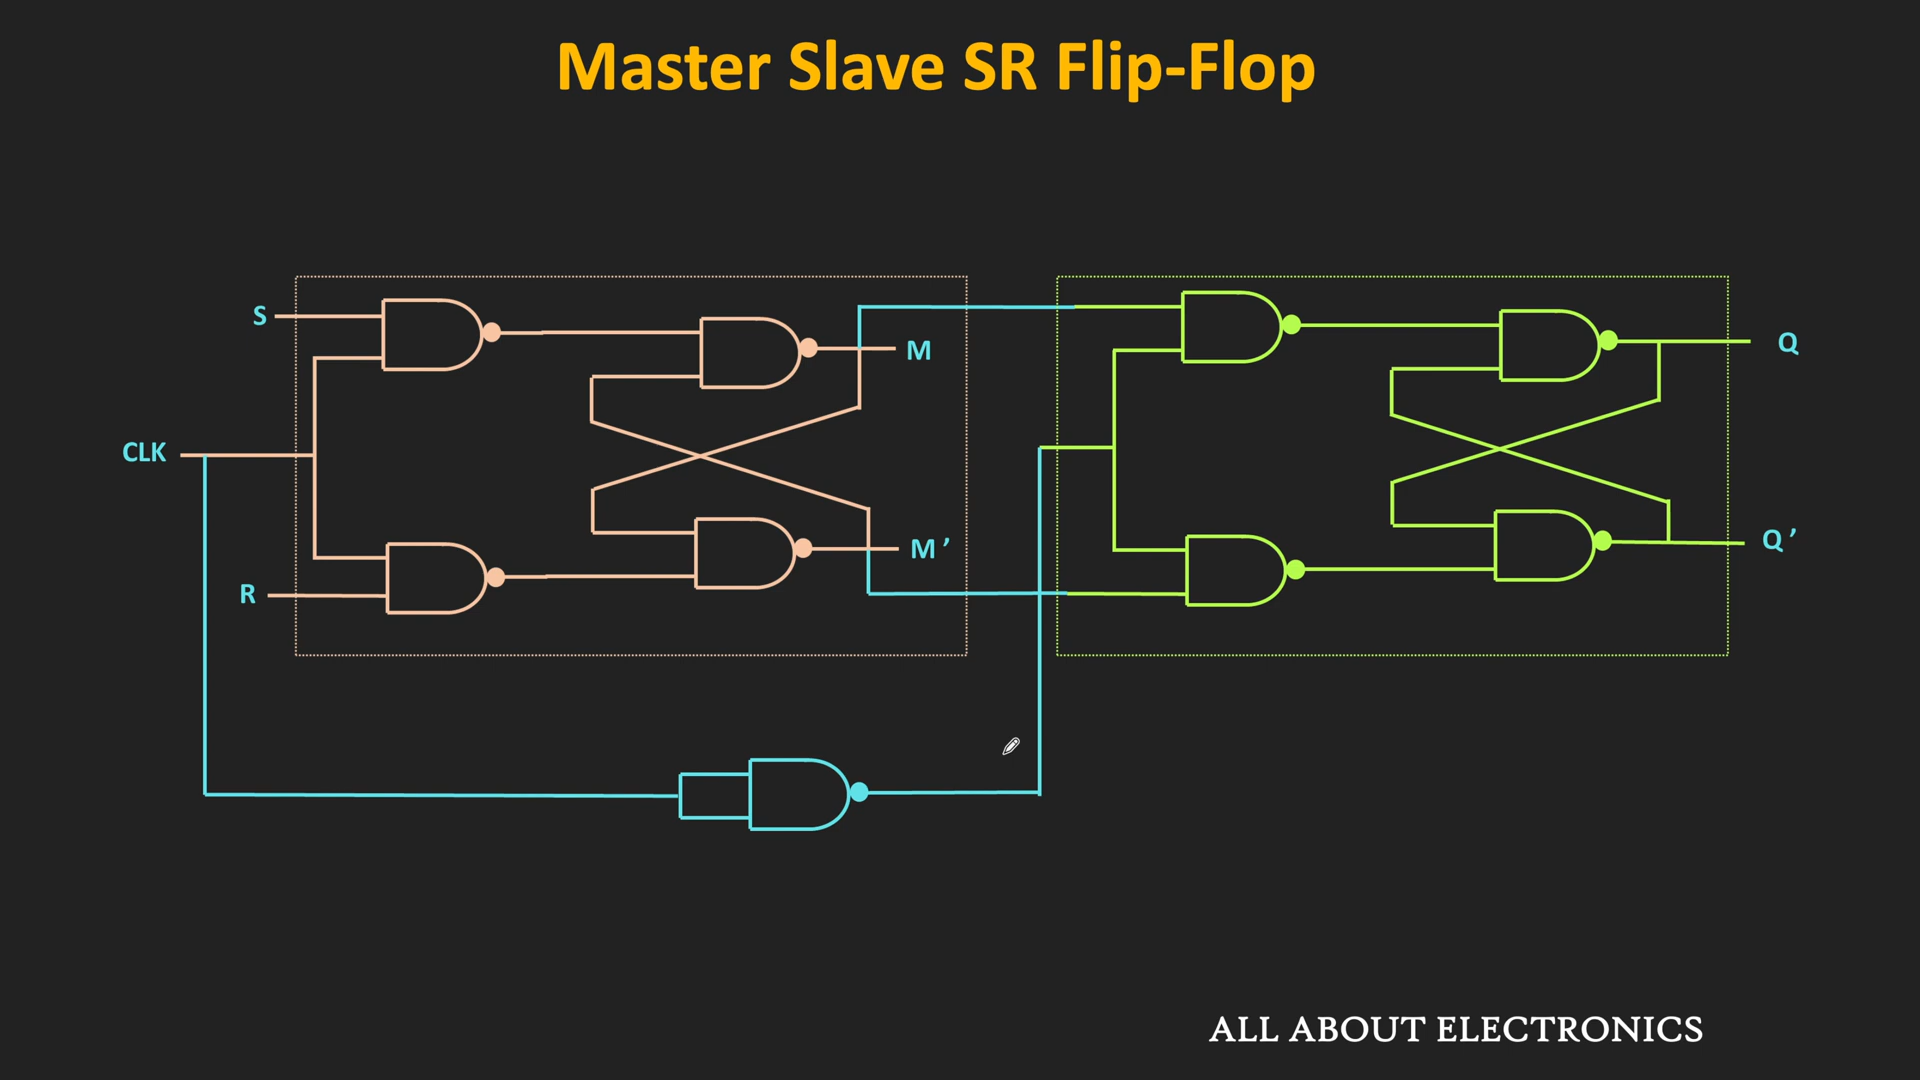 Master Slave SR Flip-Flop
S
M
Q
CLK
M'
Q'
R
ALL ABOUT ELECTRONICS